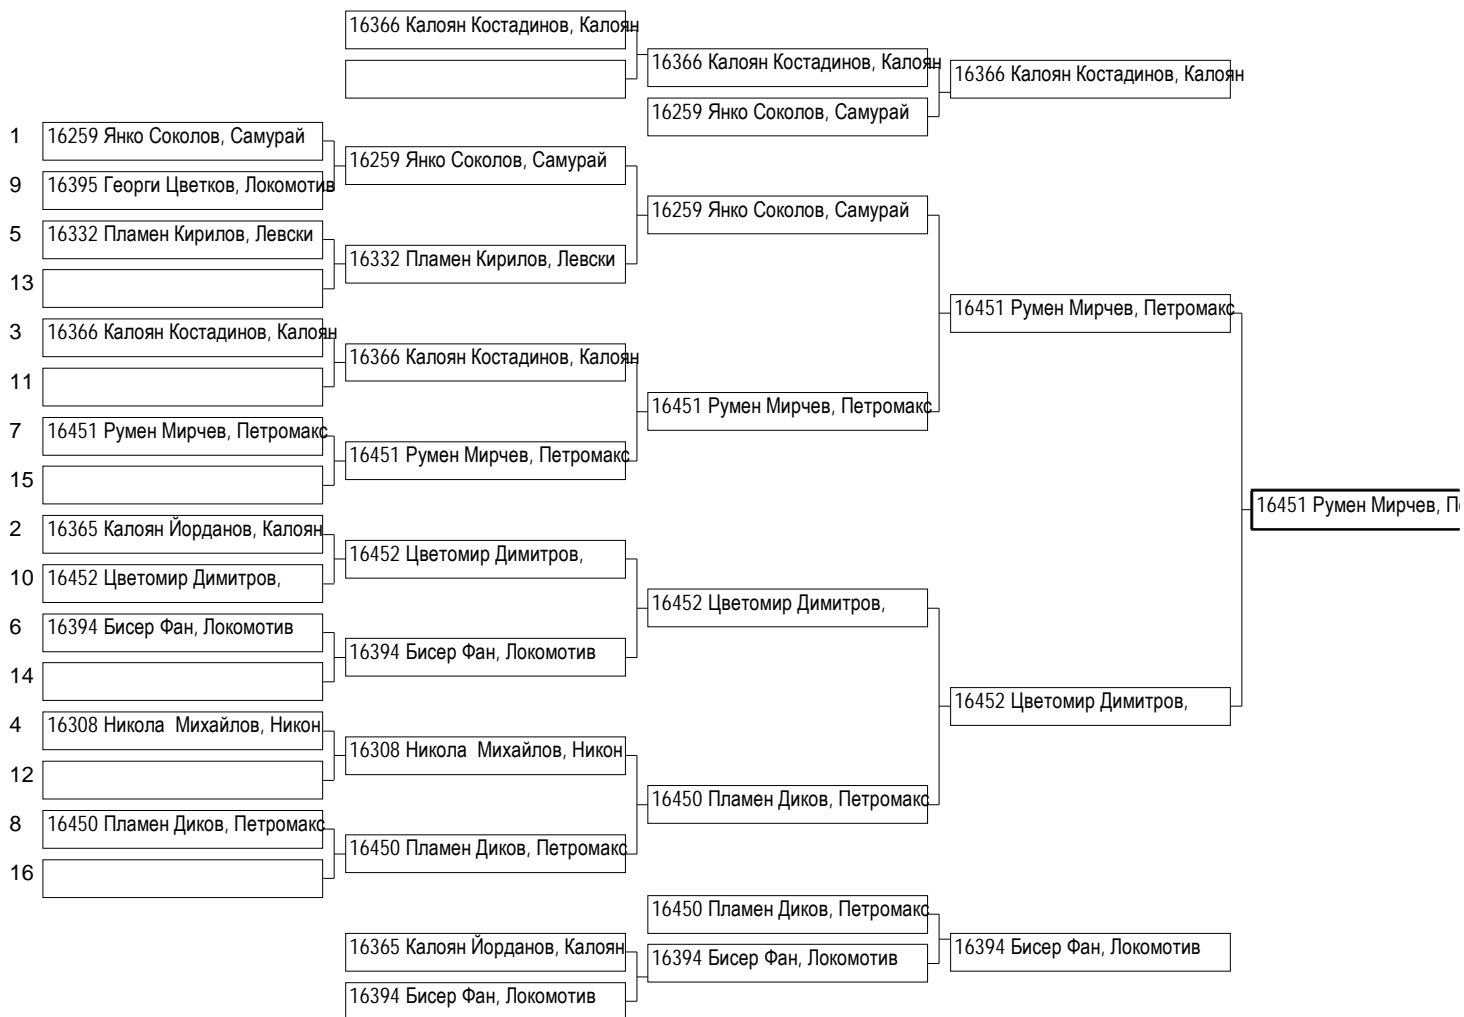 16366 Калоян Костадинов, Калоян
16366 Калоян Костадинов, Калоян
16366 Калоян Костадинов, Калоян
16259 Янко Соколов, Самурай
1 16259 Янко Соколов, Самурай
16259 Янко Соколов, Самурай
9 16395 Георги Цветков, Локомотив
16259 Янко Соколов, Самурай
5 16332 Пламен Кирилов, Левски
16332 Пламен Кирилов, Левски
13
16451 Румен Мирчев, Петромакс
3 16366 Калоян Костадинов, Калоян
16366 Калоян Костадинов, Калоян
11
16451 Румен Мирчев, Петромакс
7 16451 Румен Мирчев, Петромакс
16451 Румен Мирчев, Петромакс
15
16451 Румен Мирчев,
2 16365 Калоян Йорданов, Калоян
16452 Цветомир Димитров,
10 16452 Цветомир Димитров,
16452 Цветомир Димитров,
6 16394 Бисер Фан, Локомотив
16394 Бисер Фан, Локомотив
14
16452 Цветомир Димитров,
4 16308 Никола Михайлов, Никон
16308 Никола Михайлов, Никон
12
16450 Пламен Диков, Петромакс
8 16450 Пламен Диков, Петромакс
16450 Пламен Диков, Петромакс
16
16450 Пламен Диков, Петромакс
16365 Калоян Йорданов, Калоян
16394 Бисер Фан, Локомотив
16394 Бисер Фан, Локомотив
16394 Бисер Фан, Локомотив